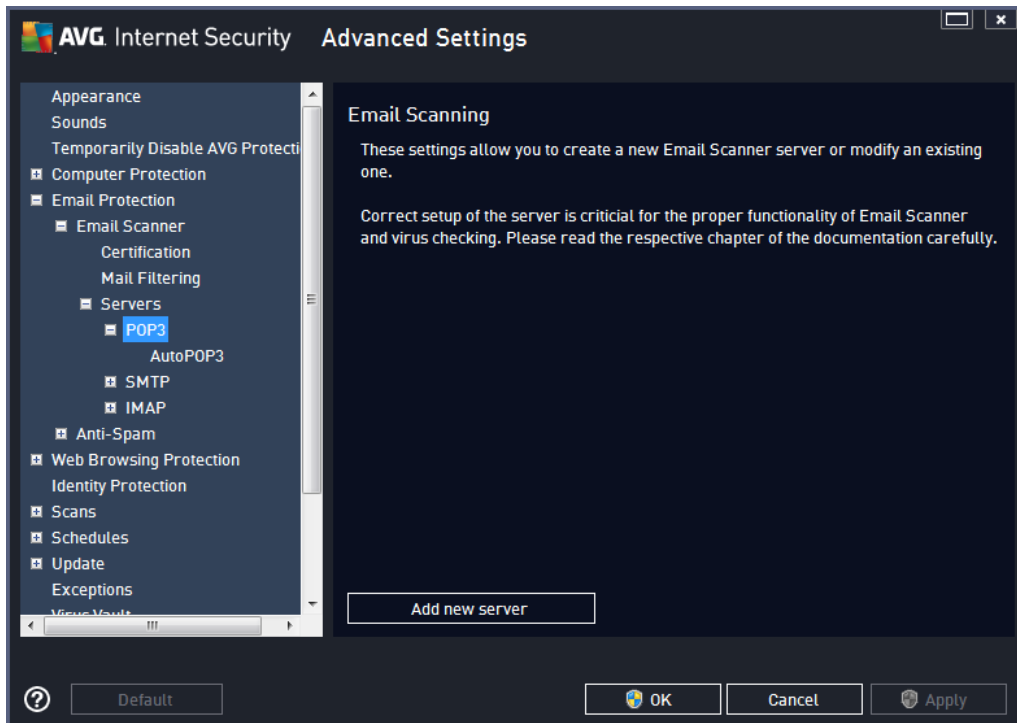 AVG. Internet Security Advanced Settings
Appearance
Sounds
Temporarily Disable AVG Protecti
Computer Protection
Email Protection
Email Scanner
Certification
Mail Filtering
Servers
POP3
AutoPOP3
SMTP
IMAP
Anti-Spam
Web Browsing Protection
Identity Protection
Scans
Schedules
Update
Exceptions
Virus Vault
Email Scanning
These settings allow you to create a new Email Scanner server or modify an existing
one.
Correct setup of the server is criticial for the proper functionality of Email Scanner
and virus checking. Please read the respective chapter of the documentation carefully.
Add new server
? Default OK Cancel Apply